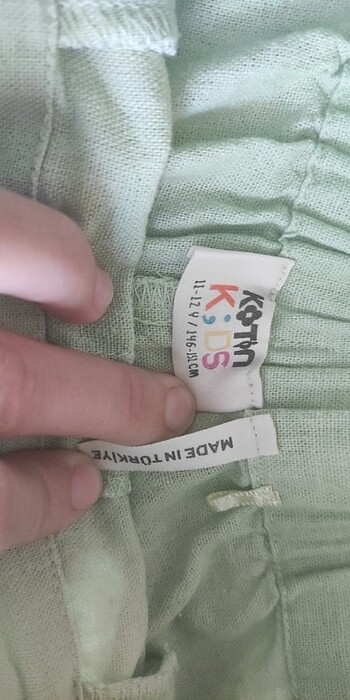 KOTON
KiDS
11-12 Y / 146-152 CM
MADE IN TÜRKİYE